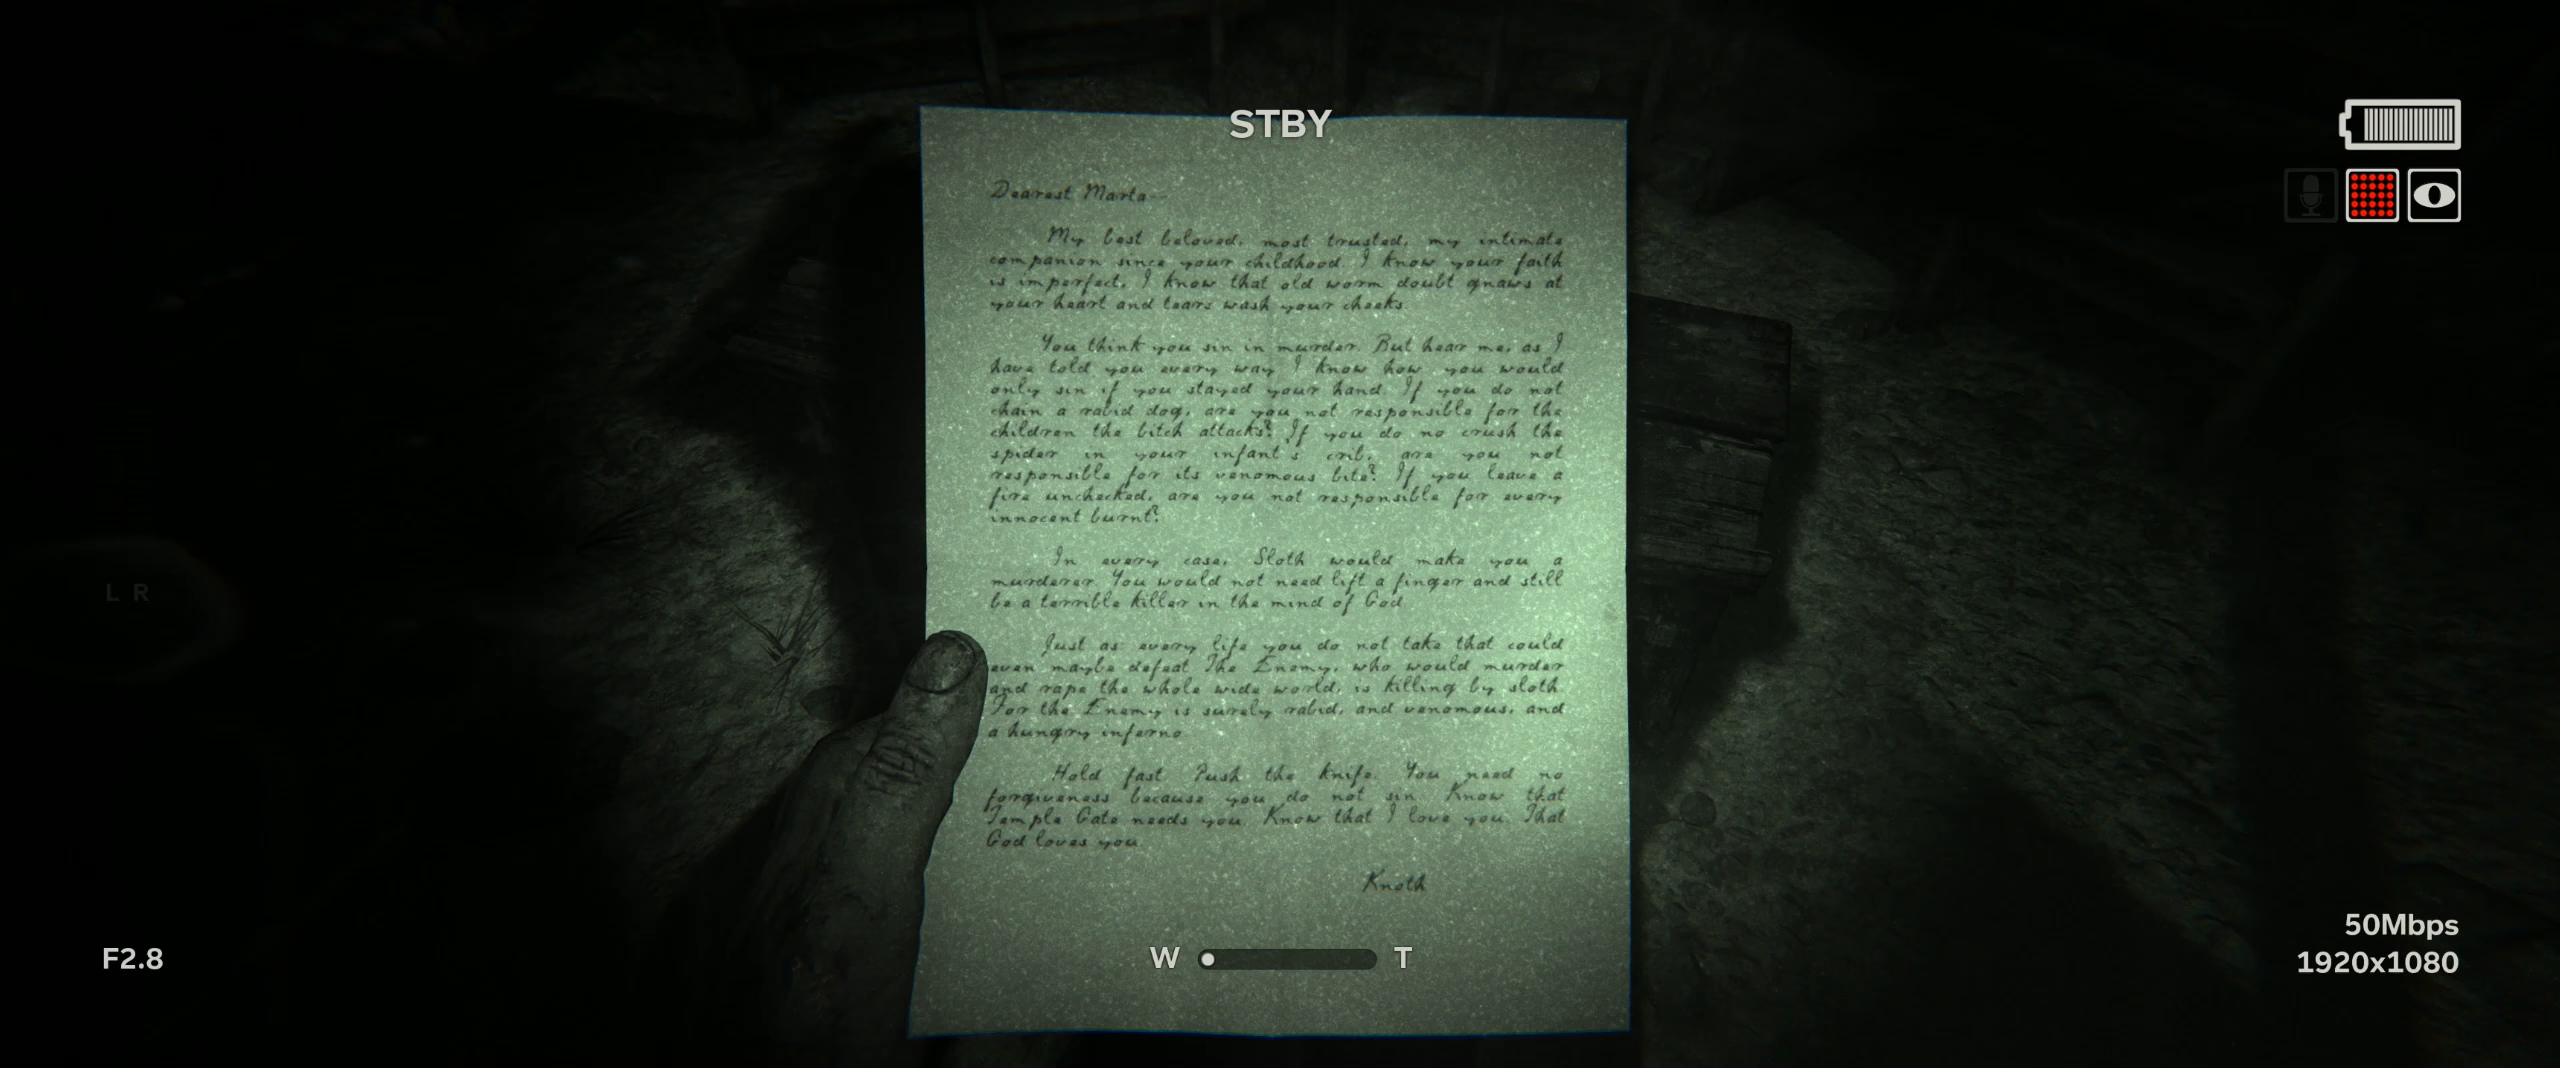 STBY
Dearest Marta—
My best beloved, most trusted, my intimate
companion since your childhood. I know your faith
is imperfect. I know that old worm doubt gnaws at
your heart and tears wash your cheeks.
You think you sin in murder. But hear me, as I
have told you every way I know how, you would
only sin if you stayed your hand. If you do not
chain a rabid dog, are you not responsible for the
children the bitch attacks? If you do no crush the
spider in your infant's crib, are you not
responsible for its venomous bite? If you leave a
fire unchecked, are you not responsible for every
innocent burnt?
In every case, Sloth would make you a
murderer. You would not need lift a finger and still
be a terrible killer in the mind of God.
Just as every life you do not take that could
even maybe defeat The Enemy, who would murder
and rape the whole wide world, is killing by sloth.
For the Enemy is surely rabid, and venomous, and
a hungry inferno.
Hold fast. Push the knife. You need no
forgiveness because you do not sin. Know that
Temple Gate needs you. Know that I love you. That
God loves you.
Knoth
L R
F2.8
W T
50Mbps
1920x1080